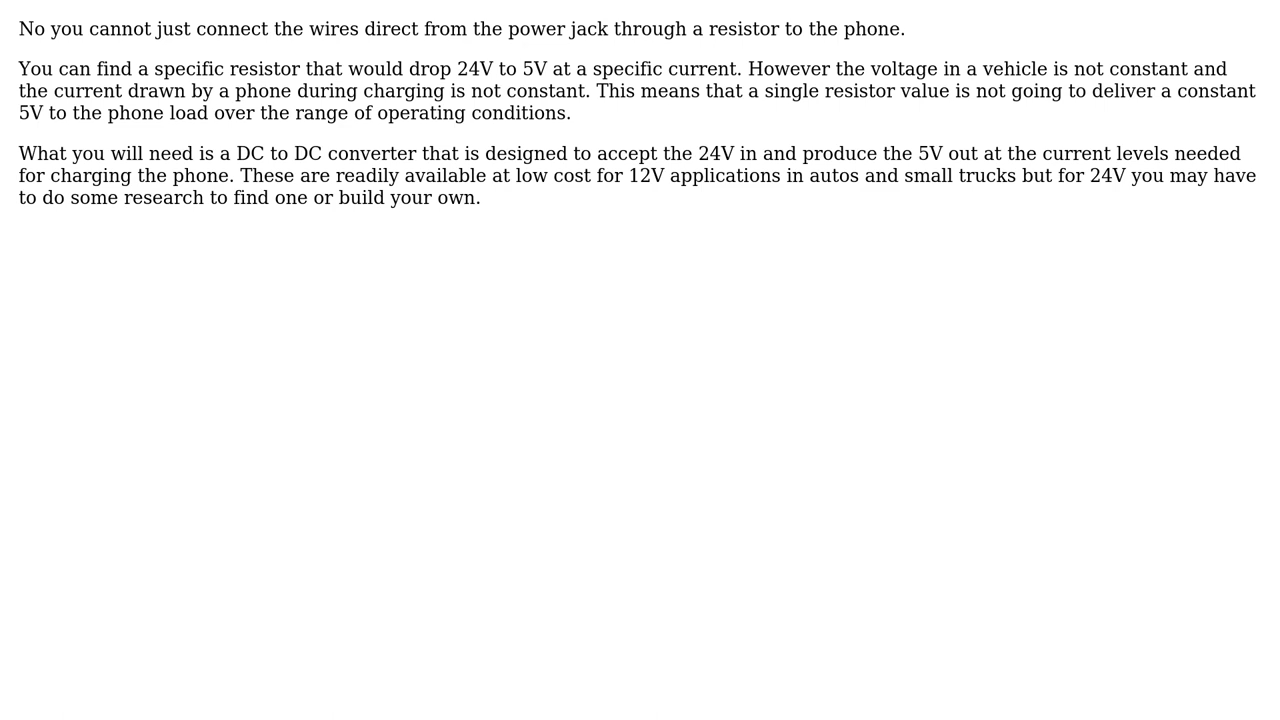 No you cannot just connect the wires direct from the power jack through a resistor to the phone.
You can find a specific resistor that would drop 24V to 5V at a specific current. However the voltage in a vehicle is not constant and
the current drawn by a phone during charging is not constant. This means that a single resistor value is not going to deliver a constant
5V to the phone load over the range of operating conditions.
What you will need is a DC to DC converter that is designed to accept the 24V in and produce the 5V out at the current levels needed
for charging the phone. These are readily available at low cost for 12V applications in autos and small trucks but for 24V you may have
to do some research to find one or build your own.